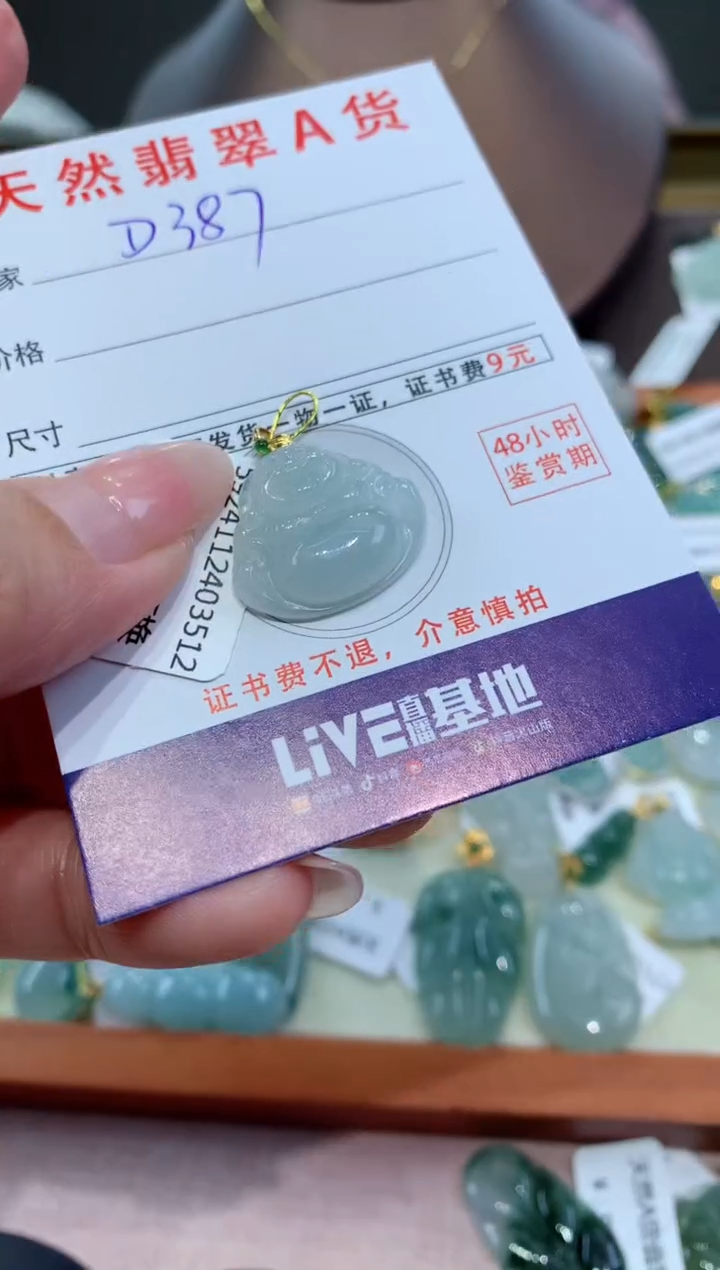 天然翡翠A货
家
D387
价格
尺寸
发货一物一证，证书费9元
48小时
鉴赏期
4112403512
证书费不退，介意慎拍
LiVE直播基地